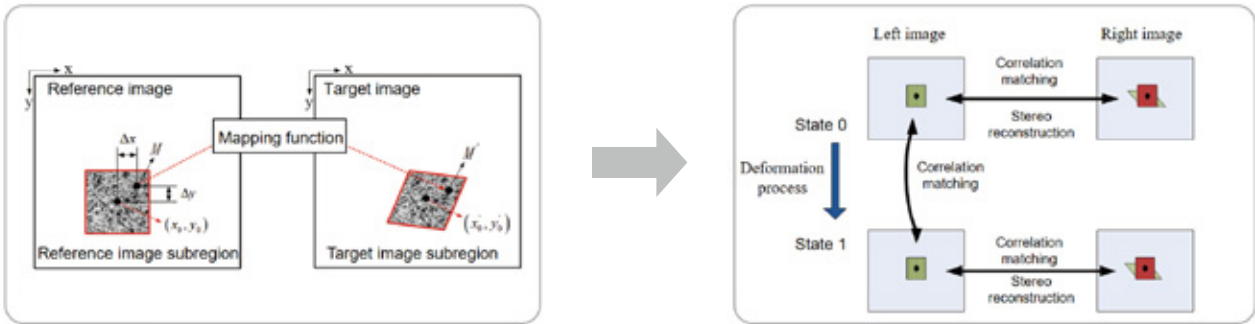 x
y
Reference image
Δx
M
Δy
(x₀, y₀)
Reference image subregion
Mapping function
x
y
Target image
M'
(x₀', y₀')
Target image subregion
Left image
Right image
Correlation
matching
Stereo
reconstruction
State 0
Deformation
process
Correlation
matching
State 1
Correlation
matching
Stereo
reconstruction